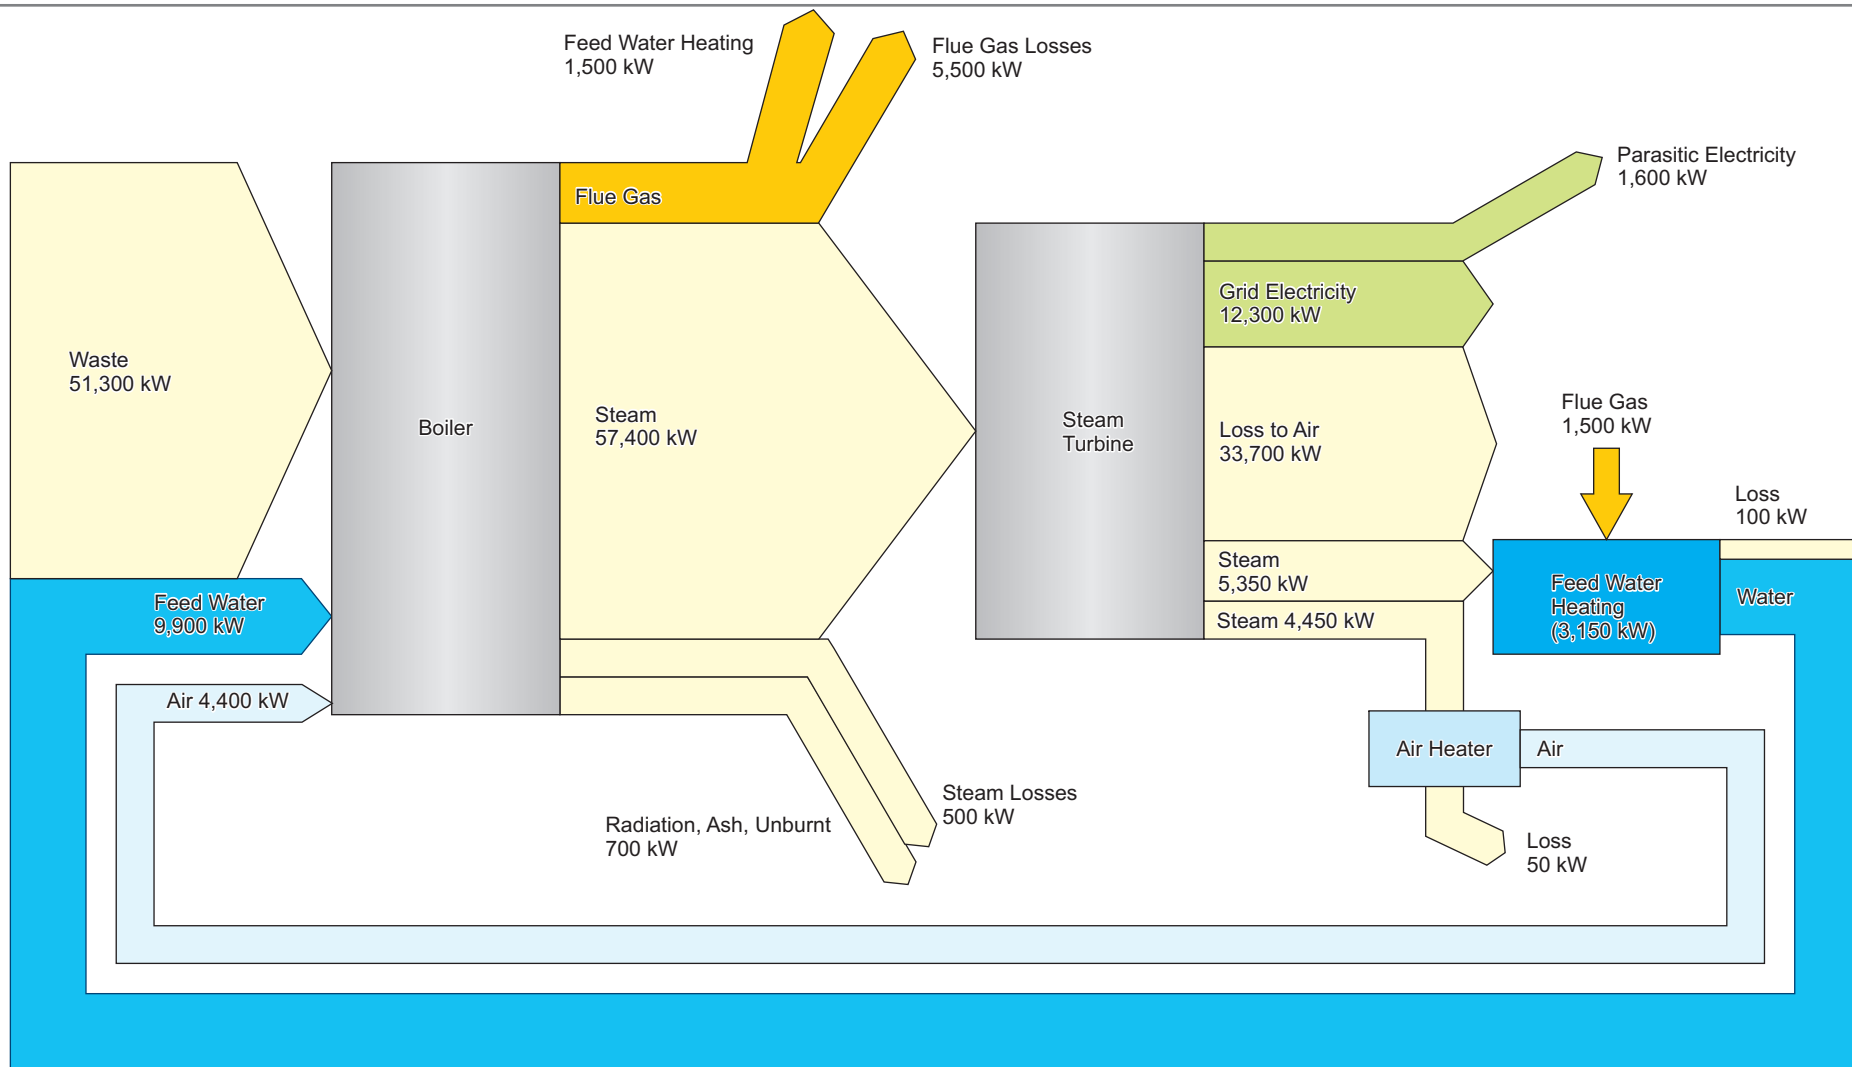 Feed Water Heating
1,500 kW
Flue Gas Losses
5,500 kW
Parasitic Electricity
1,600 kW
Flue Gas
Grid Electricity
12,300 kW
Waste
51,300 kW
Boiler
Steam
57,400 kW
Steam
Turbine
Loss to Air
33,700 kW
Flue Gas
1,500 kW
Loss
100 kW
Steam
5,350 kW
Feed Water
Heating
(3,150 kW)
Water
Feed Water
9,900 kW
Steam 4,450 kW
Air 4,400 kW
Air Heater
Air
Steam Losses
500 kW
Radiation, Ash, Unburnt
700 kW
Loss
50 kW